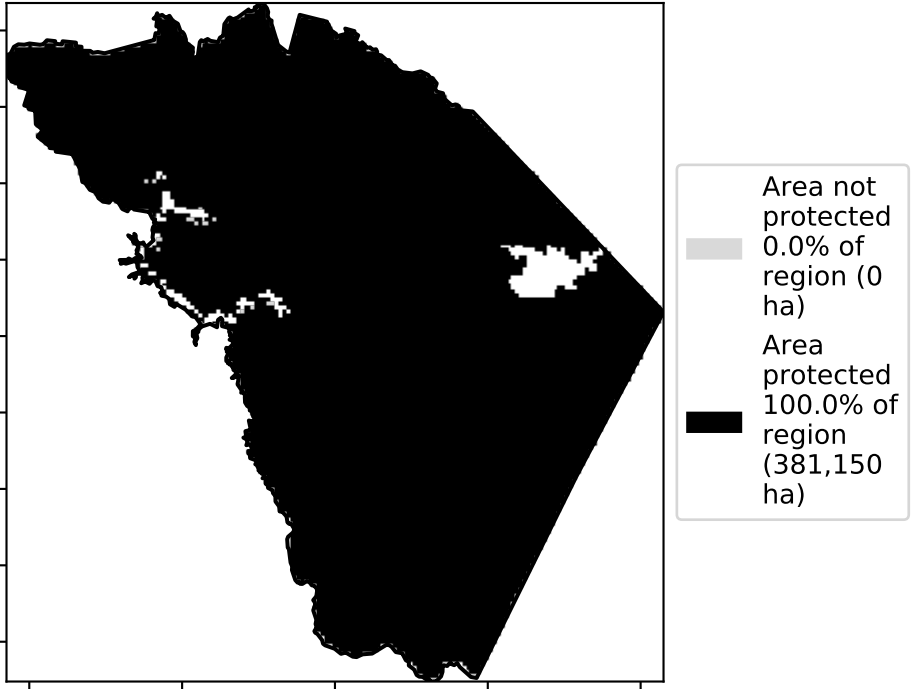 Area not
protected
0.0% of
region (0
ha)
Area
protected
100.0% of
region
(381,150
ha)